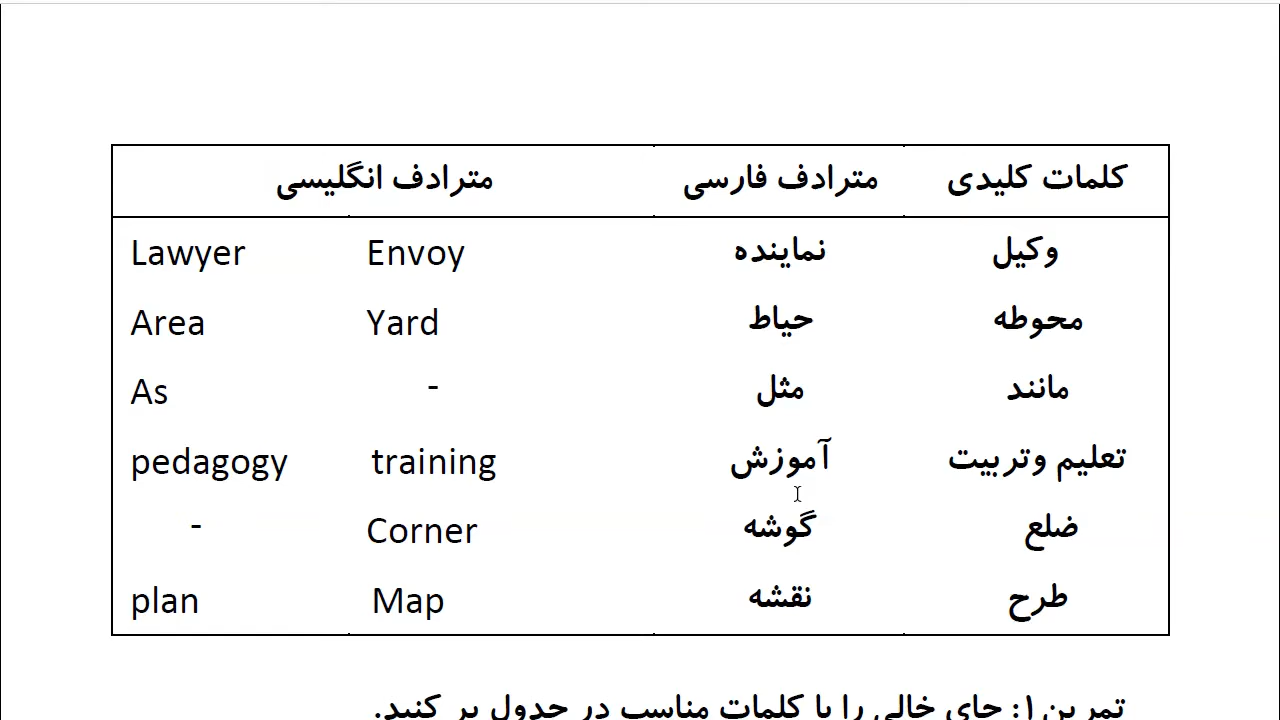 کلمات کلیدی مترادف فارسی مترادف انگلیسی
وکیل نماینده Envoy Lawyer
محوطه حیاط Yard Area
مانند مثل - As
تعلیم وتربیت آموزش training pedagogy
ضلع گوشه Corner -
طرح نقشه Map plan
تمرین۱: جای خالی را با کلمات مناسب در جدول پر کنید.